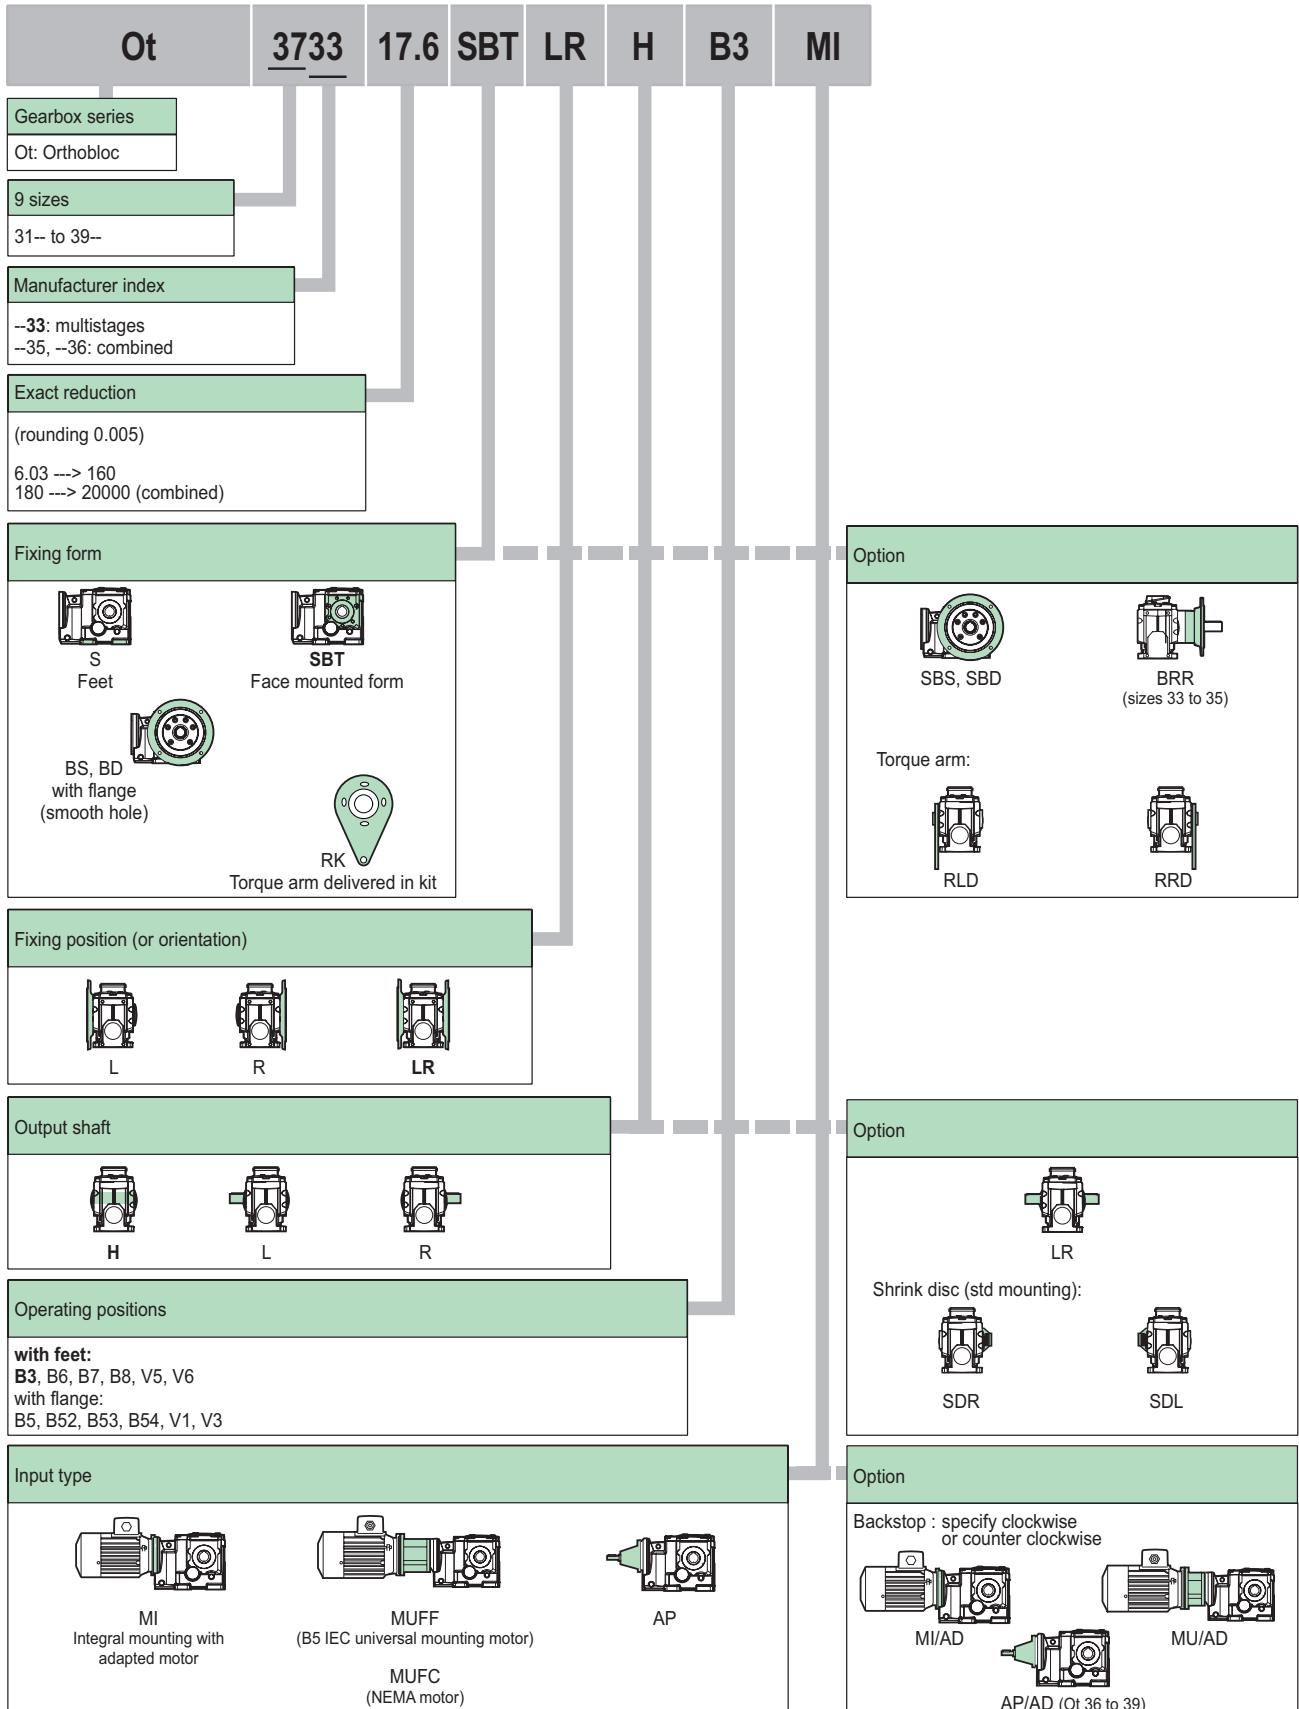 Ot 3733 17.6 SBT LR H B3 MI
Gearbox series
Ot: Orthobloc
9 sizes
31-- to 39--
Manufacturer index
--33: multistages
--35, --36: combined
Exact reduction
(rounding 0.005)
6.03 ---> 160
180 ---> 20000 (combined)
Fixing form
S
Feet
SBT
Face mounted form
BS, BD
with flange
(smooth hole)
RK
Torque arm delivered in kit
Option
SBS, SBD
BRR
(sizes 33 to 35)
Torque arm:
RLD
RRD
Fixing position (or orientation)
L
R
LR
Output shaft
H
L
R
Option
LR
Shrink disc (std mounting):
SDR
SDL
Operating positions
with feet:
B3, B6, B7, B8, V5, V6
with flange:
B5, B52, B53, B54, V1, V3
Input type
MI
Integral mounting with
adapted motor
MUFF
(B5 IEC universal mounting motor)
MUFC
(NEMA motor)
AP
Option
Backstop : specify clockwise
or counter clockwise
MI/AD
MU/AD
AP/AD (Ot 36 to 39)